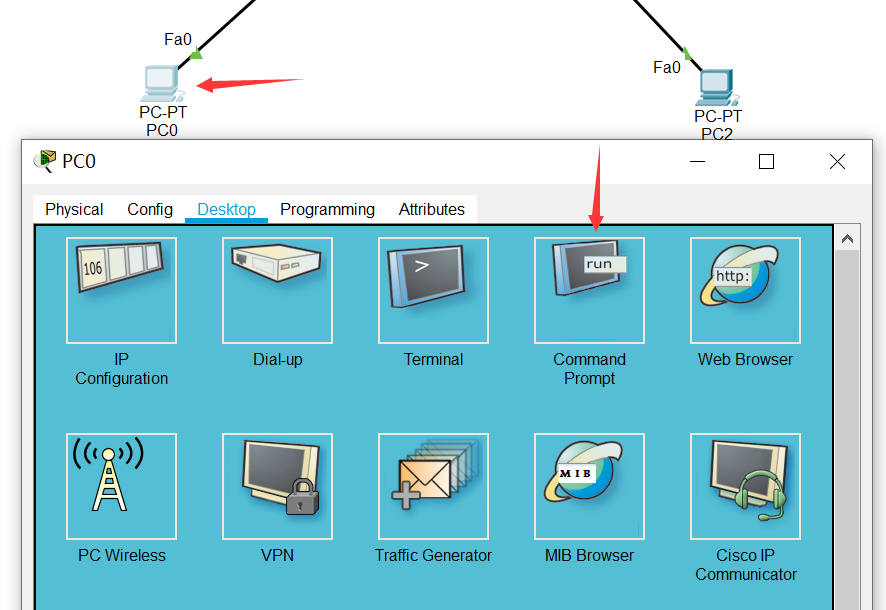 Fa0
Fa0
PC-PT
PC0
PC-PT
PC2
PC0
Physical Config Desktop Programming Attributes
106
>
run
http:
IP
Configuration
Dial-up
Terminal
Command
Prompt
Web Browser
MIB
PC Wireless
VPN
Traffic Generator
MIB Browser
Cisco IP
Communicator